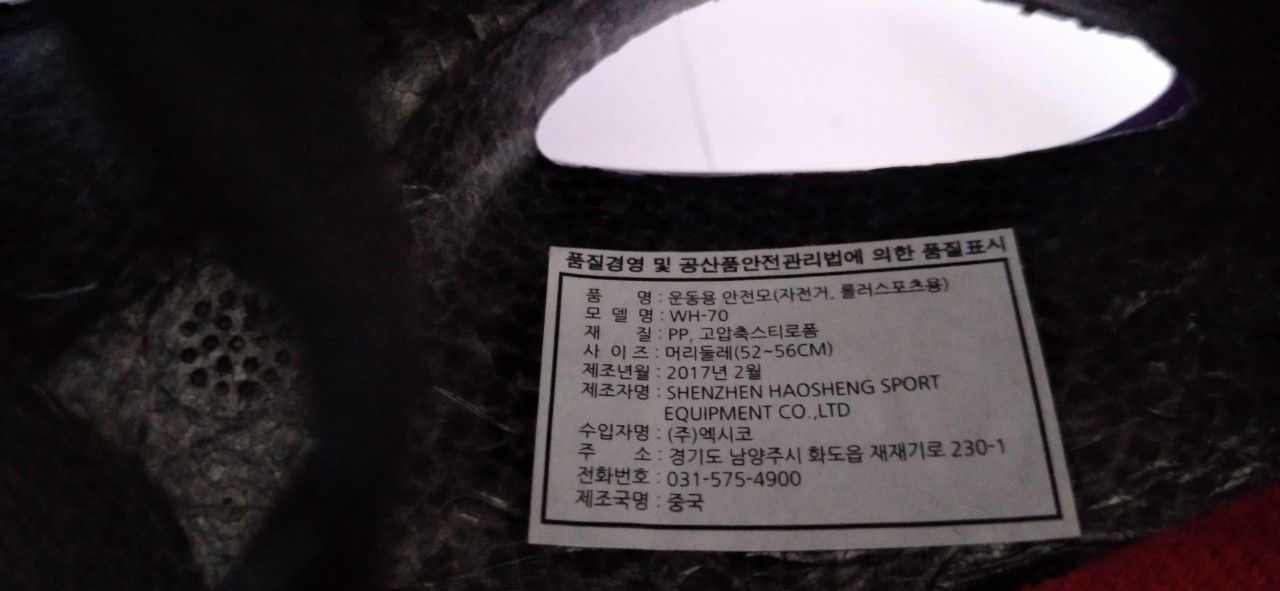 품질경영 및 공산품안전관리법에 의한 품질표시
품 명 : 운동용 안전모(자전거, 롤러스포츠용)
모 델 명 : WH-70
재 질 : PP, 고압축스티로폼
사 이 즈 : 머리둘레(52~56CM)
제조년월 : 2017년 2월
제조자명 : SHENZHEN HAOSHENG SPORT
EQUIPMENT CO.,LTD
수입자명 : (주)엑시코
주 소 : 경기도 남양주시 화도읍 재재기로 230-1
전화번호 : 031-575-4900
제조국명 : 중국